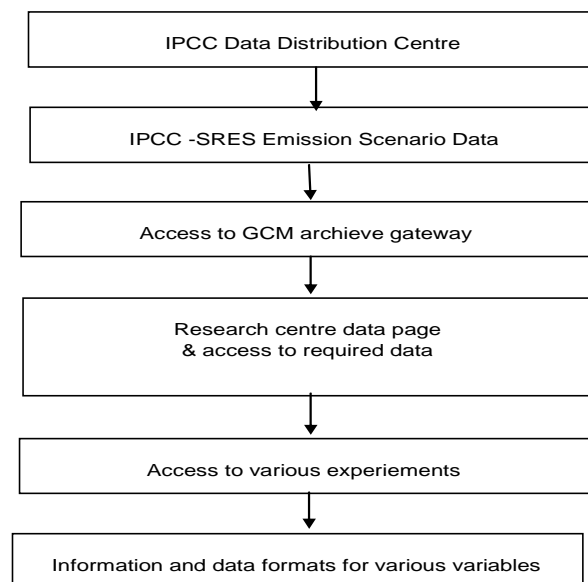 IPCC Data Distribution Centre
IPCC -SRES Emission Scenario Data
Access to GCM archieve gateway
Research centre data page
& access to required data
Access to various experiements
Information and data formats for various variables